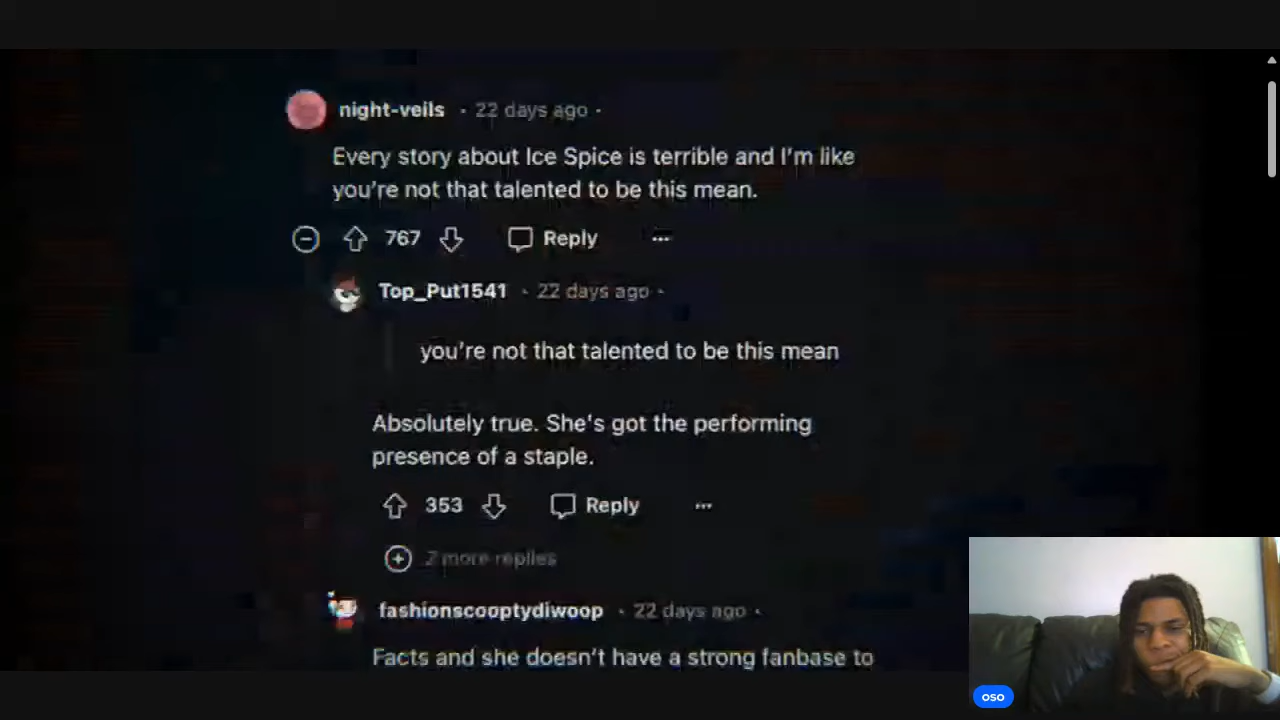 night-veils · 22 days ago ·
Every story about Ice Spice is terrible and I'm like
you're not that talented to be this mean.
767 Reply ···
Top_Put1541 · 22 days ago ·
you're not that talented to be this mean
Absolutely true. She's got the performing
presence of a staple.
353 Reply ···
2 more replies
fashionscooptydiwoop · 22 days ago ·
Facts and she doesn't have a strong fanbase to
oso